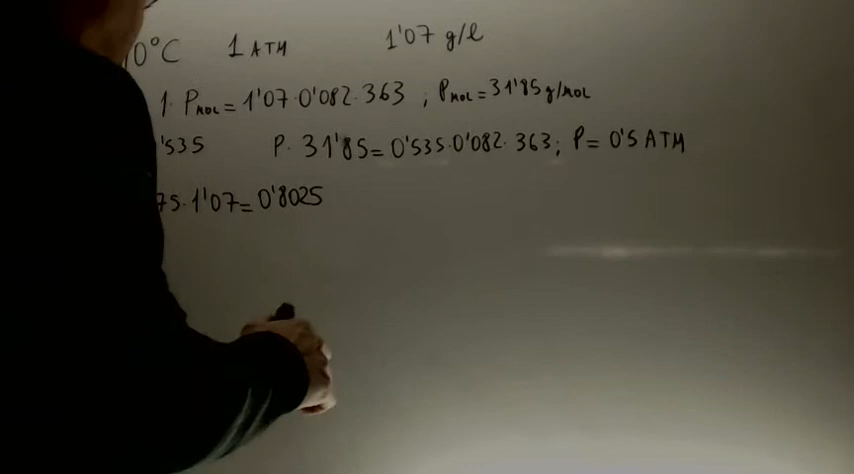 0°C 1 ATM 1'07 g/l
1 · PMOL = 1'07 · 0'082 · 363 ; PMOL = 31'85 g/MOL
'535 P · 31'85 = 0'535 · 0'082 · 363 ; P = 0'5 ATM
75 · 1'07 = 0'8025